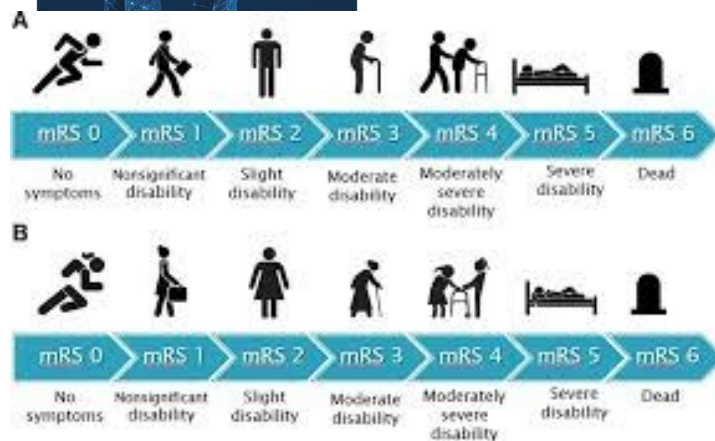 A
mRS 0 mRS 1 mRS 2 mRS 3 mRS 4 mRS 5 mRS 6
No symptoms
Nonsignificant disability
Slight disability
Moderate disability
Moderately severe disability
Severe disability
Dead
B
mRS 0 mRS 1 mRS 2 mRS 3 mRS 4 mRS 5 mRS 6
No symptoms
Nonsignificant disability
Slight disability
Moderate disability
Moderately severe disability
Severe disability
Dead